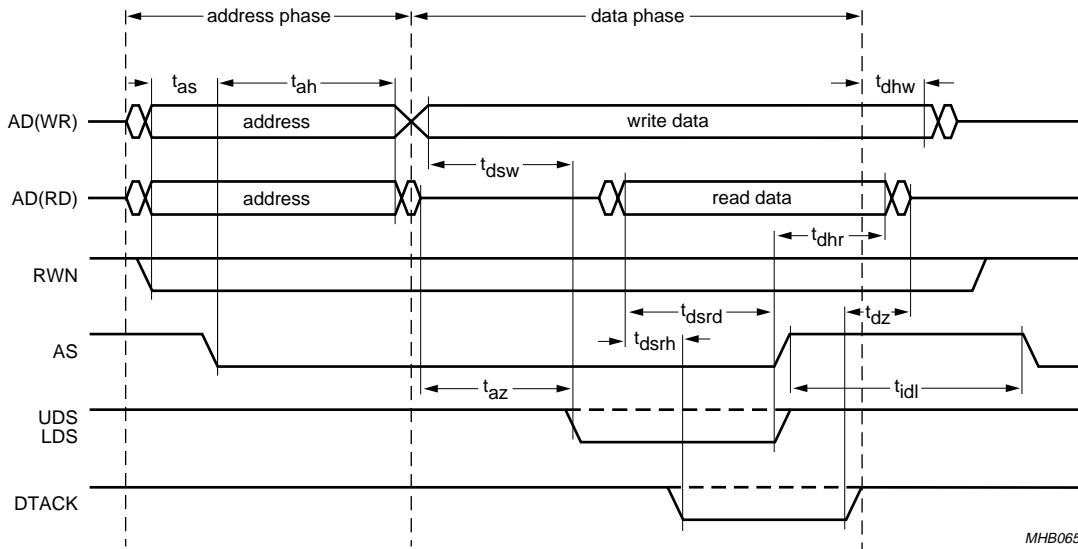 address phase data phase
tas tah tdhw
AD(WR) address write data
tdsw
AD(RD) address read data
tdhr
RWN
tdsrd tdz
AS tdsrh
taz tidl
UDS
LDS
DTACK
MHB065